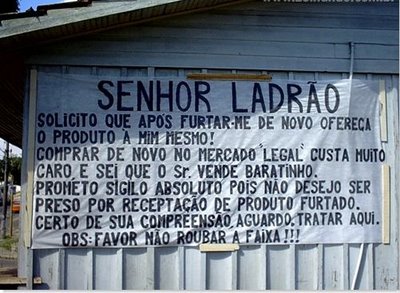 SENHOR LADRÃO
SOLICITO QUE APÓS FURTAR-ME DE NOVO OFEREÇA
O PRODUTO À MIM MESMO!
COMPRAR DE NOVO NO MERCADO "LEGAL" CUSTA MUITO
CARO E SEI QUE O Sr. VENDE BARATINHO.
PROMETO SIGILO ABSOLUTO POIS NÃO DESEJO SER
PRESO POR RECEPTAÇÃO DE PRODUTO FURTADO.
CERTO DE SUA COMPREENSÃO AGUARDO. TRATAR AQUI.
OBS: FAVOR NÃO ROUBAR A FAIXA!!!